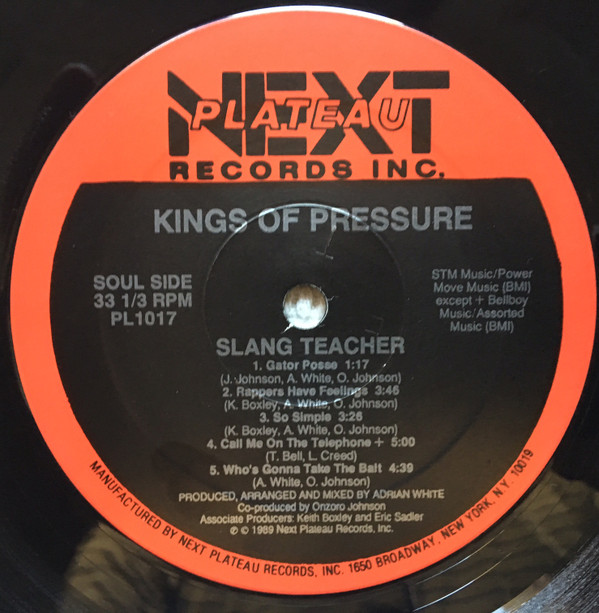 NEXT
PLATEAU
RECORDS INC.
KINGS OF PRESSURE
SOUL SIDE
33 1/3 RPM
PL1017
STM Music/Power
Move Music (BMI)
except + Bellboy
Music/Assorted
Music (BMI)
SLANG TEACHER
1. Gator Posse 1:17
(J. Johnson, A. White, O. Johnson)
2. Rappers Have Feelings 3:46
(K. Boxley, A. White, O. Johnson)
3. So Simple 3:26
(K. Boxley, A. White, O. Johnson)
4. Call Me On The Telephone + 5:00
(T. Bell, L. Creed)
5. Who's Gonna Take The Bait 4:39
(A. White, O. Johnson)
PRODUCED, ARRANGED AND MIXED BY ADRIAN WHITE
Co-produced by Onzoro Johnson
Associate Producers: Keith Boxley and Eric Sadler
℗ © 1989 Next Plateau Records, Inc.
MANUFACTURED BY NEXT PLATEAU RECORDS, INC. 1650 BROADWAY, NEW YORK, N.Y. 10019